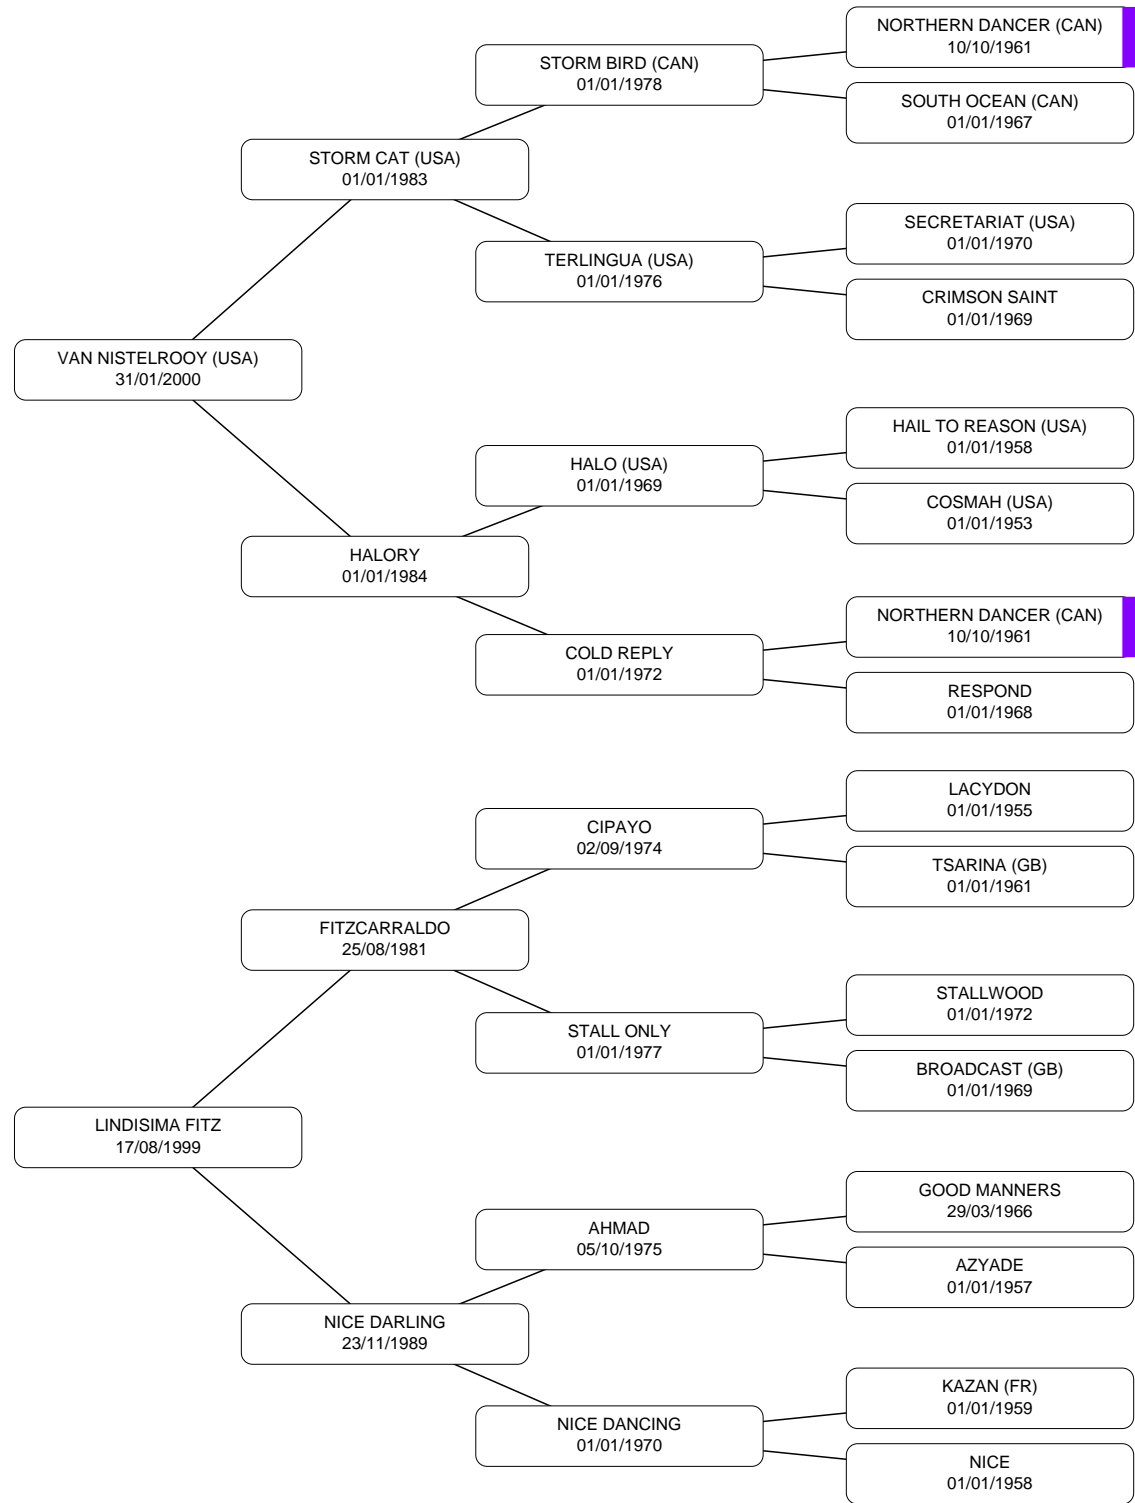 NORTHERN DANCER (CAN)
10/10/1961
STORM BIRD (CAN)
01/01/1978
SOUTH OCEAN (CAN)
01/01/1967
STORM CAT (USA)
01/01/1983
SECRETARIAT (USA)
01/01/1970
TERLINGUA (USA)
01/01/1976
CRIMSON SAINT
01/01/1969
VAN NISTELROOY (USA)
31/01/2000
HAIL TO REASON (USA)
01/01/1958
HALO (USA)
01/01/1969
COSMAH (USA)
01/01/1953
HALORY
01/01/1984
NORTHERN DANCER (CAN)
10/10/1961
COLD REPLY
01/01/1972
RESPOND
01/01/1968
LACYDON
01/01/1955
CIPAYO
02/09/1974
TSARINA (GB)
01/01/1961
FITZCARRALDO
25/08/1981
STALLWOOD
01/01/1972
STALL ONLY
01/01/1977
BROADCAST (GB)
01/01/1969
LINDISIMA FITZ
17/08/1999
GOOD MANNERS
29/03/1966
AHMAD
05/10/1975
AZYADE
01/01/1957
NICE DARLING
23/11/1989
KAZAN (FR)
01/01/1959
NICE DANCING
01/01/1970
NICE
01/01/1958